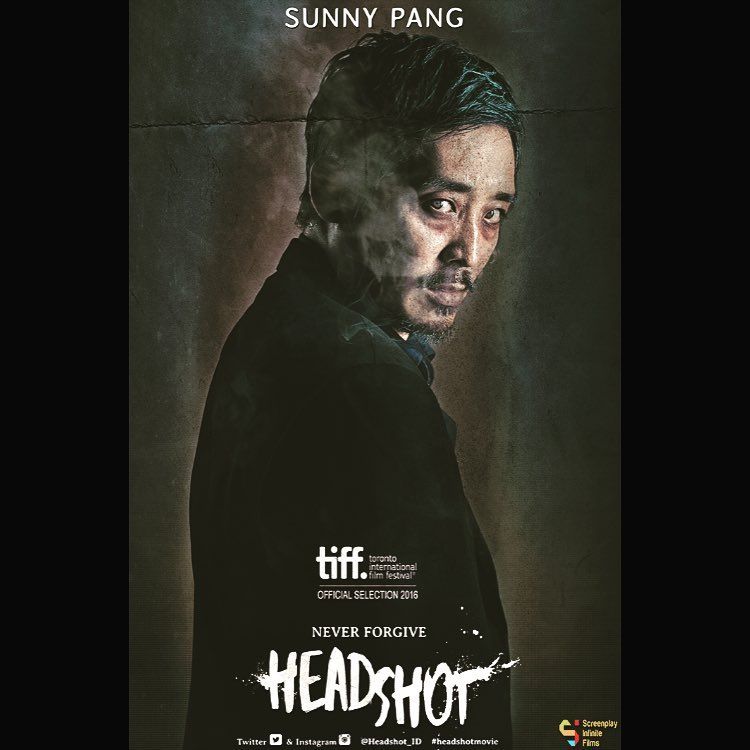 SUNNY PANG
tiff. toronto
international
film festival®
OFFICIAL SELECTION 2016
NEVER FORGIVE
HEADSHOT
Twitter & Instagram @Headshot_ID #headshotmovie
Screenplay
Infinite
Films